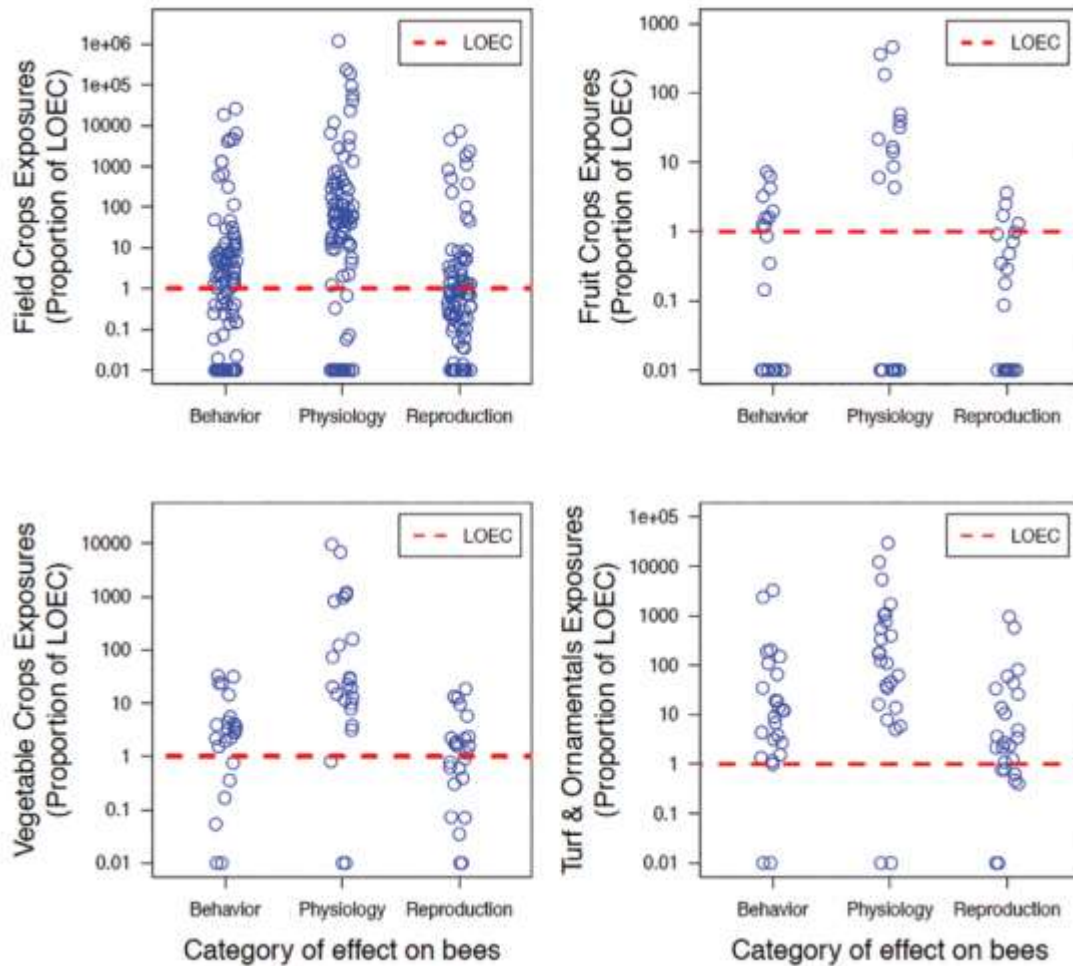 Field Crops Exposures
(Proportion of LOEC)
1e+06
1e+05
10000
1000
100
10
1
0.1
0.01
LOEC
Behavior Physiology Reproduction
Fruit Crops Expoures
(Proportion of LOEC)
1000
100
10
1
0.1
0.01
LOEC
Behavior Physiology Reproduction
Vegetable Crops Exposures
(Proportion of LOEC)
10000
1000
100
10
1
0.1
0.01
LOEC
Behavior Physiology Reproduction
Category of effect on bees
Turf & Ornamentals Exposures
(Proportion of LOEC)
1e+05
10000
1000
100
10
1
0.1
0.01
LOEC
Behavior Physiology Reproduction
Category of effect on bees